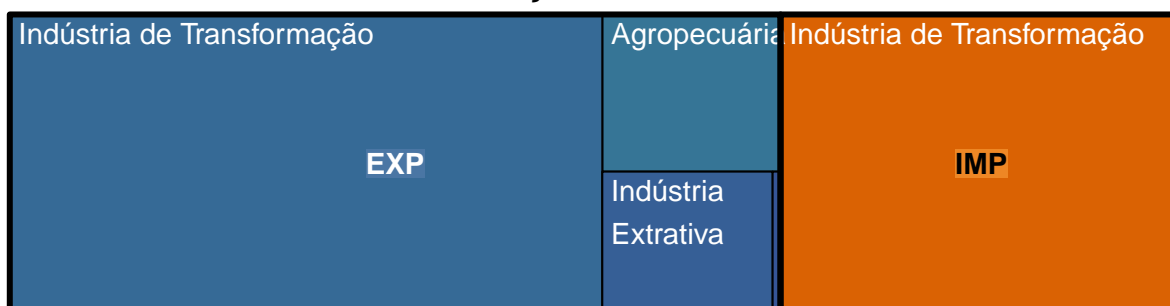 Indústria de Transformação
EXP
Agropecuária
Indústria
Extrativa
Indústria de Transformação
IMP